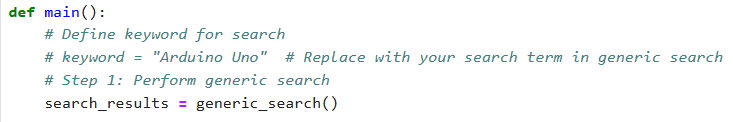 def main():
    # Define keyword for search
    # keyword = "Arduino Uno"  # Replace with your search term in generic search
    # Step 1: Perform generic search
    search_results = generic_search()